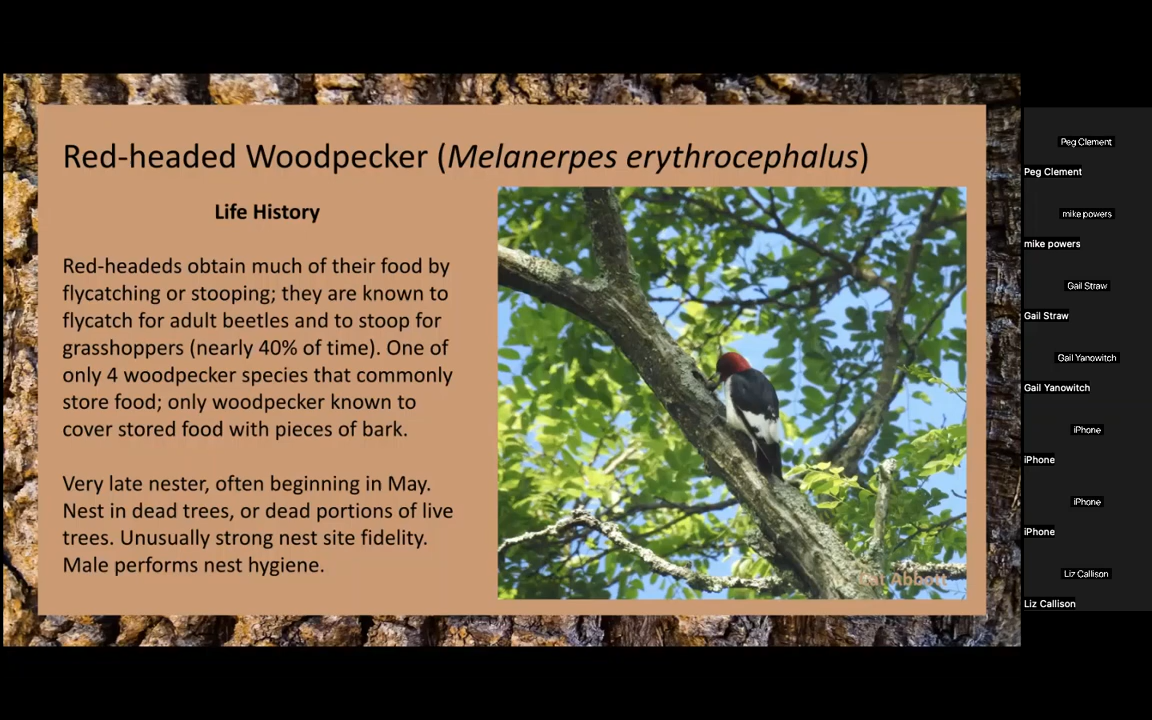 Red-headed Woodpecker (Melanerpes erythrocephalus)
Life History
Red-headeds obtain much of their food by
flycatching or stooping; they are known to
flycatch for adult beetles and to stoop for
grasshoppers (nearly 40% of time). One of
only 4 woodpecker species that commonly
store food; only woodpecker known to
cover stored food with pieces of bark.
Very late nester, often beginning in May.
Nest in dead trees, or dead portions of live
trees. Unusually strong nest site fidelity.
Male performs nest hygiene.
Abbott
Peg Clement
Peg Clement
mike powers
mike powers
Gail Straw
Gail Straw
Gail Yanowitch
Gail Yanowitch
iPhone
iPhone
iPhone
iPhone
Liz Callison
Liz Callison